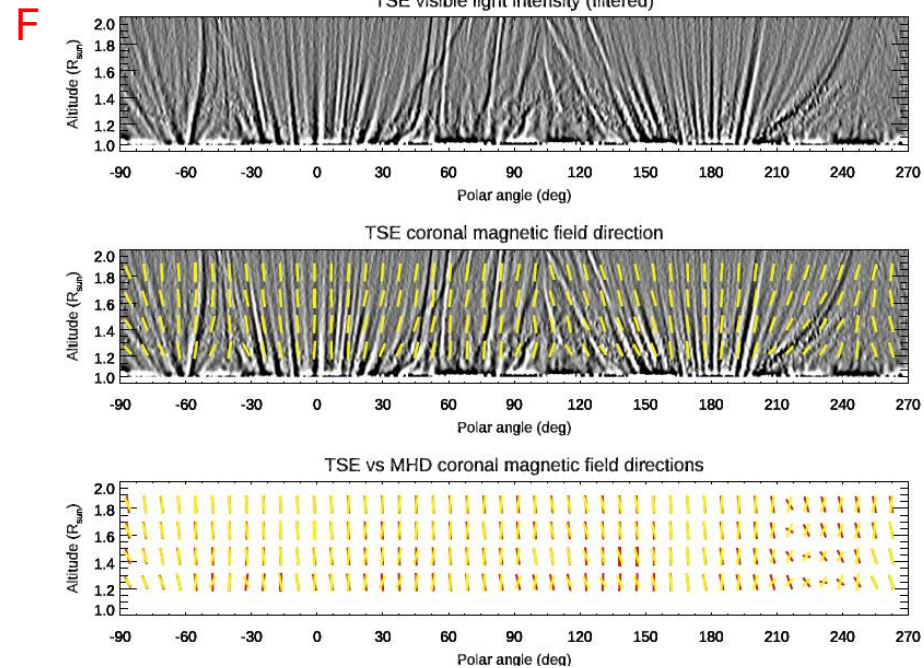 F
TSE visible light intensity (filtered)
2.0
1.8
1.6
1.4
1.2
1.0
Altitude (Rsun)
-90 -60 -30 0 30 60 90 120 150 180 210 240 270
Polar angle (deg)
TSE coronal magnetic field direction
2.0
1.8
1.6
1.4
1.2
1.0
Altitude (Rsun)
-90 -60 -30 0 30 60 90 120 150 180 210 240 270
Polar angle (deg)
TSE vs MHD coronal magnetic field directions
2.0
1.8
1.6
1.4
1.2
1.0
Altitude (Rsun)
-90 -60 -30 0 30 60 90 120 150 180 210 240 270
Polar angle (deg)